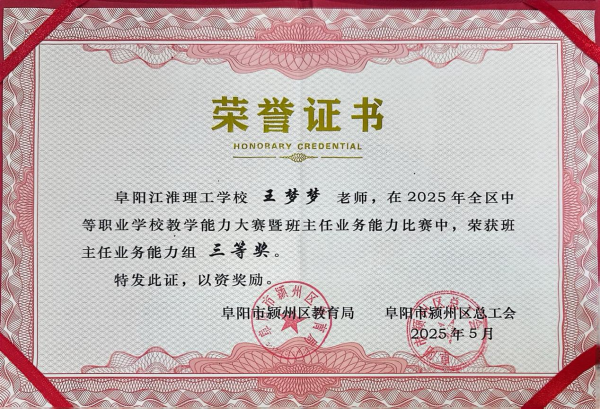 荣誉证书
HONORARY CREDENTIAL
阜阳江淮理工学校 王梦梦 老师，在2025年全区中
等职业学校教学能力大赛暨班主任业务能力比赛中，荣获班
主任业务能力组 三等奖。
特发此证，以资奖励。
阜阳市颍州区教育局 阜阳市颍州区总工会
2025年5月